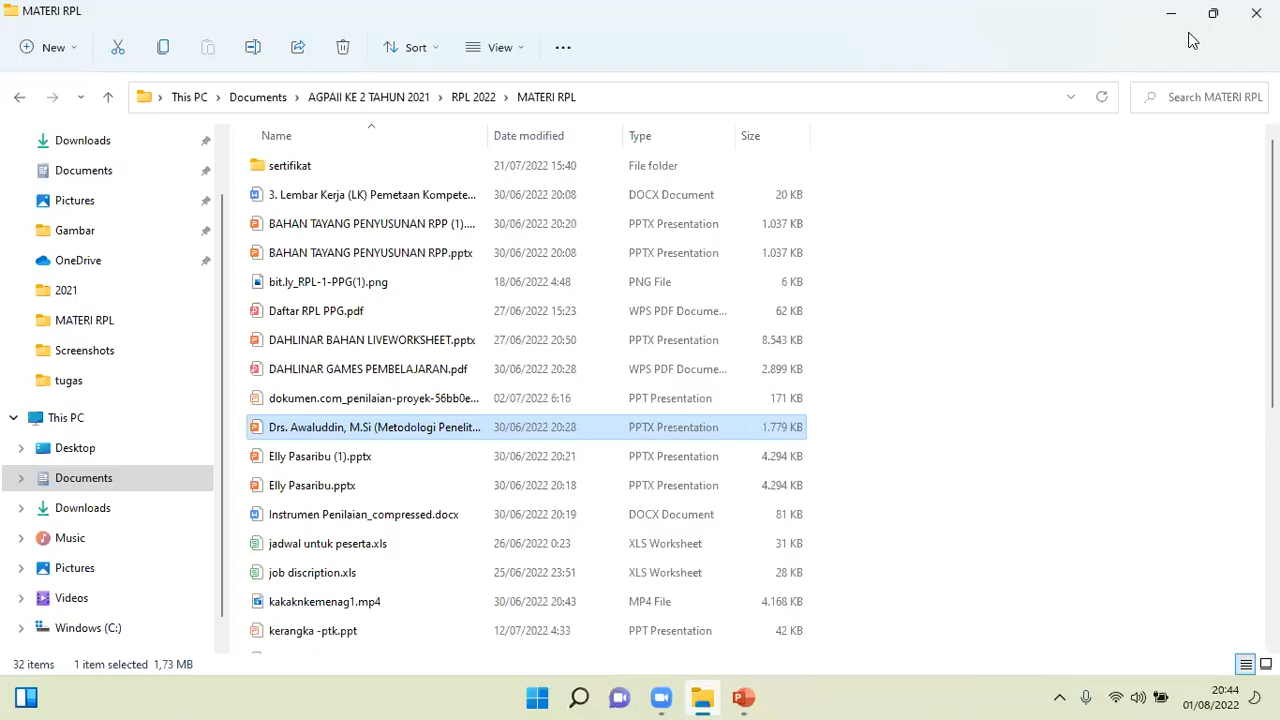 MATERI RPL
New
Sort
View
This PC > Documents > AGPAII KE 2 TAHUN 2021 > RPL 2022 > MATERI RPL
Search MATERI RPL
Downloads
Documents
Pictures
Gambar
OneDrive
2021
MATERI RPL
Screenshots
tugas
This PC
Desktop
Documents
Downloads
Music
Pictures
Videos
Windows (C:)
Name Date modified Type Size
sertifikat 21/07/2022 15:40 File folder
3. Lembar Kerja (LK) Pemetaan Kompete... 30/06/2022 20:08 DOCX Document 20 KB
BAHAN TAYANG PENYUSUNAN RPP (1).... 30/06/2022 20:20 PPTX Presentation 1.037 KB
BAHAN TAYANG PENYUSUNAN RPP.pptx 30/06/2022 20:08 PPTX Presentation 1.037 KB
bit.ly_RPL-1-PPG(1).png 18/06/2022 4:48 PNG File 6 KB
Daftar RPL PPG.pdf 27/06/2022 15:23 WPS PDF Docume... 62 KB
DAHLINAR BAHAN LIVEWORKSHEET.pptx 27/06/2022 20:50 PPTX Presentation 8.543 KB
DAHLINAR GAMES PEMBELAJARAN.pdf 30/06/2022 20:28 WPS PDF Docume... 2.899 KB
dokumen.com_penilaian-proyek-56bb0e... 02/07/2022 6:16 PPT Presentation 171 KB
Drs. Awaluddin, M.Si (Metodologi Penelit... 30/06/2022 20:28 PPTX Presentation 1.779 KB
Elly Pasaribu (1).pptx 30/06/2022 20:21 PPTX Presentation 4.294 KB
Elly Pasaribu.pptx 30/06/2022 20:18 PPTX Presentation 4.294 KB
Instrumen Penilaian_compressed.docx 30/06/2022 20:19 DOCX Document 81 KB
jadwal untuk peserta.xls 26/06/2022 0:23 XLS Worksheet 31 KB
job discription.xls 25/06/2022 23:51 XLS Worksheet 28 KB
kakaknkemenag1.mp4 30/06/2022 20:43 MP4 File 4.168 KB
kerangka -ptk.ppt 12/07/2022 4:33 PPT Presentation 42 KB
32 items 1 item selected 1,73 MB
20:44
01/08/2022